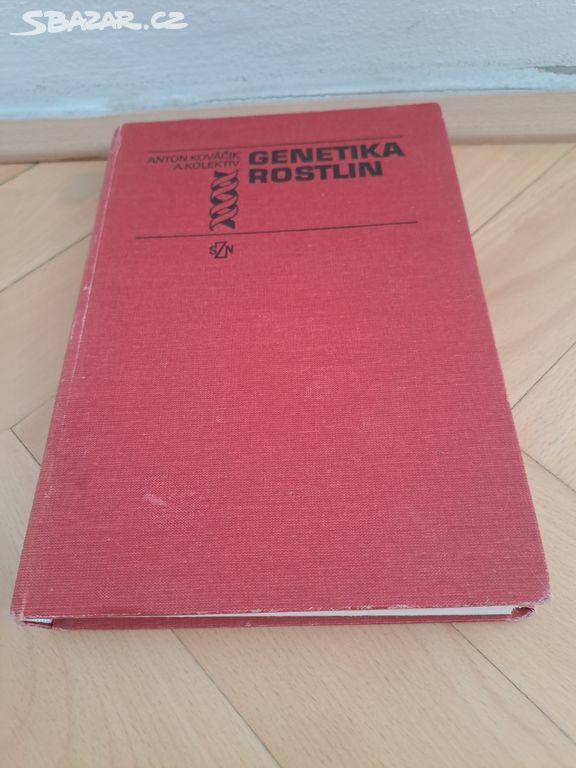 SBAZAR.CZ
ANTON KOVÁČIK
A KOLEKTIV
GENETIKA
ROSTLIN
SZN